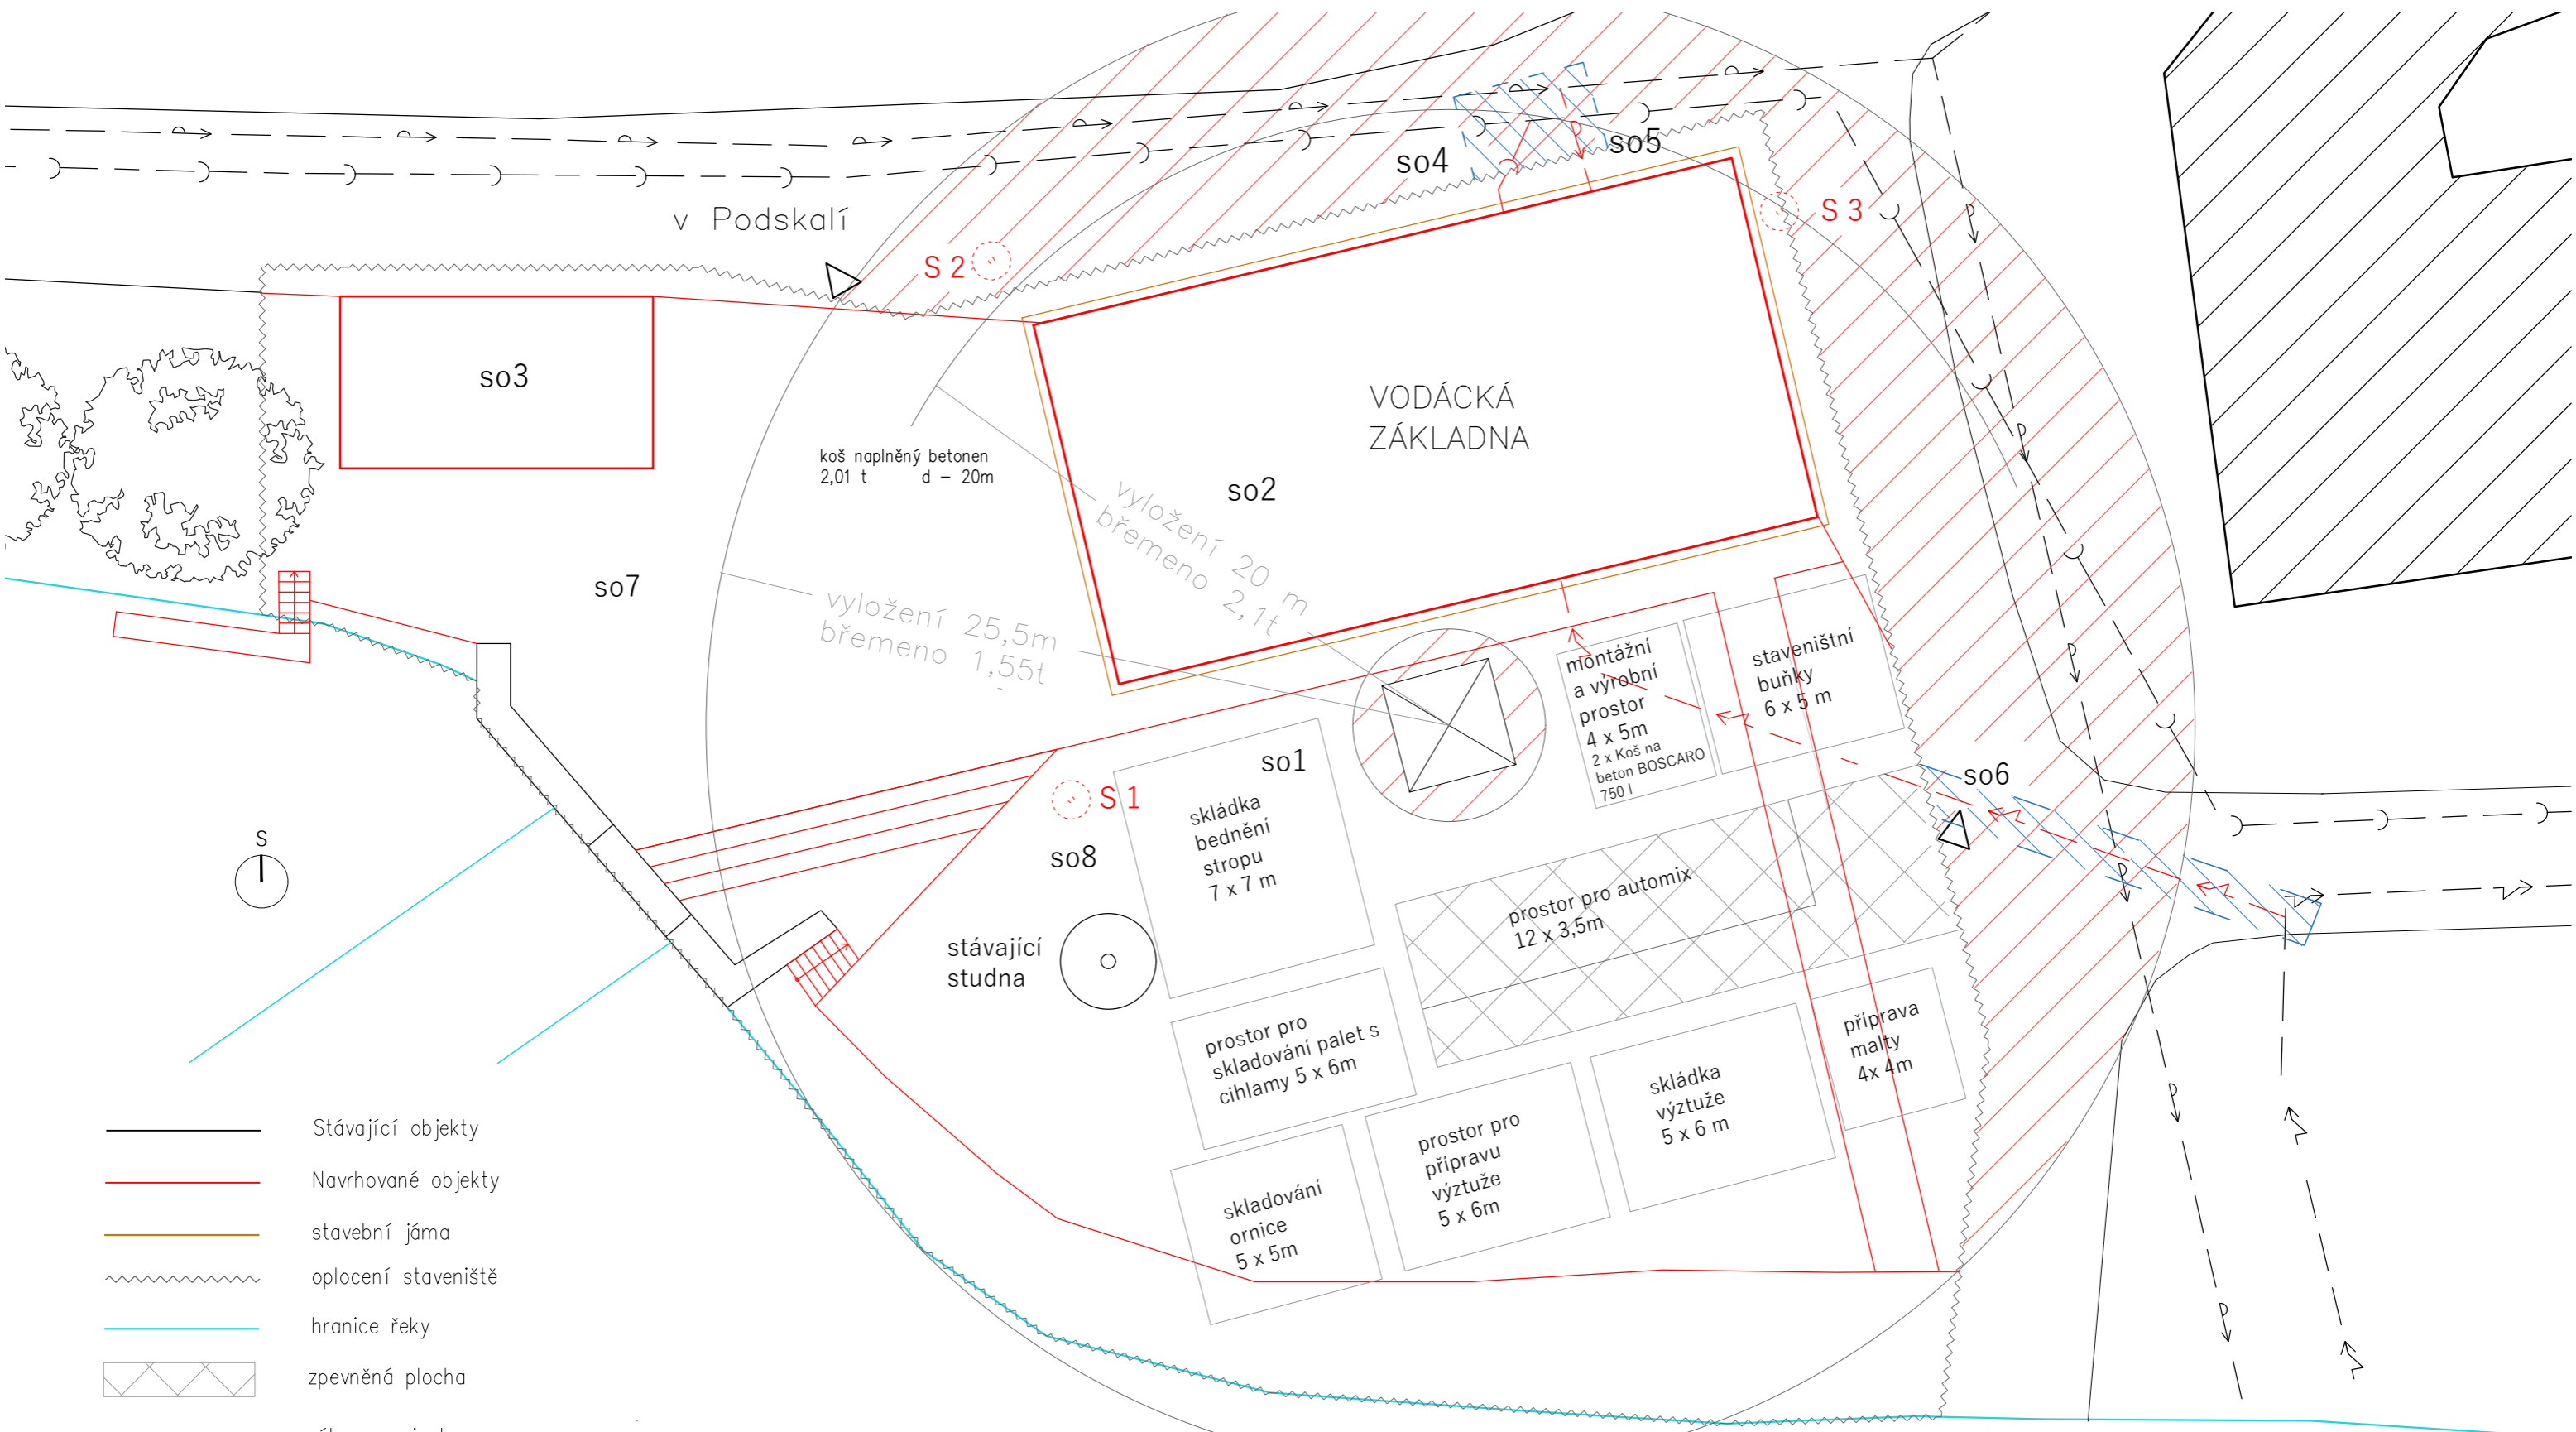 so4
so5
v Podskalí
S 2
S 3
so3
VODÁCKÁ
ZÁKLADNA
koš naplněný betonen
2,01 t d – 20m
so2
vyložení 20 m
břemeno 2,1t
so7
vyložení 25,5m
břemeno 1,55t
montážní
a výrobní
prostor
4 x 5m
2 x Koš na
beton BOSCARO
750 l
staveništní
buňky
6 x 5 m
so1
so6
S 1
skládka
bednění
stropu
7 x 7 m
S
so8
prostor pro automix
12 x 3,5m
stávající
studna
prostor pro
skladování palet s
cihlamy 5 x 6m
příprava
malty
4x 4m
skládka
výztuže
5 x 6 m
prostor pro
přípravu
výztuže
5 x 6m
skladování
ornice
5 x 5m
Stávající objekty
Navrhované objekty
stavební jáma
oplocení staveniště
hranice řeky
zpevněná plocha